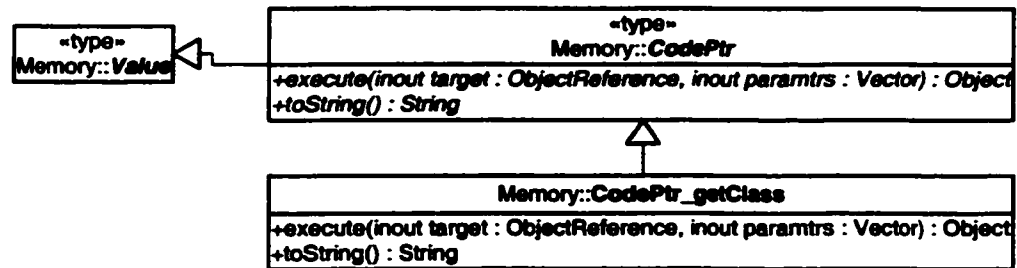 «type»
Memory::Value
«type»
Memory::CodePtr
+execute(inout target : ObjectReference, inout paramtrs : Vector) : Object
+toString() : String
Memory::CodePtr_getClass
+execute(inout target : ObjectReference, inout paramtrs : Vector) : Object
+toString() : String